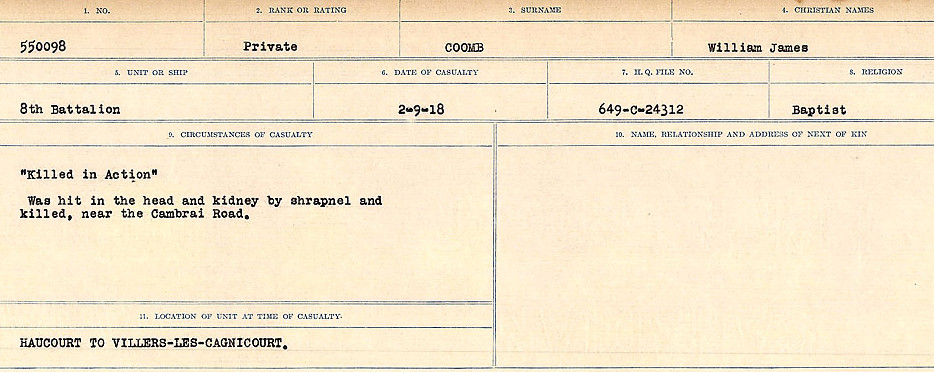 1. NO.
2. RANK OR RATING
3. SURNAME
4. CHRISTIAN NAMES
550098
Private
COOMB
William James
5. UNIT OR SHIP
6. DATE OF CASUALTY
7. H.Q. FILE NO.
8. RELIGION
8th Battalion
2-9-18
649-C-24312
Baptist
9. CIRCUMSTANCES OF CASUALTY
10. NAME, RELATIONSHIP AND ADDRESS OF NEXT OF KIN
"Killed in Action"
Was hit in the head and kidney by shrapnel and
killed, near the Cambrai Road.
11. LOCATION OF UNIT AT TIME OF CASUALTY.
HAUCOURT TO VILLERS-LES-CAGNICOURT.